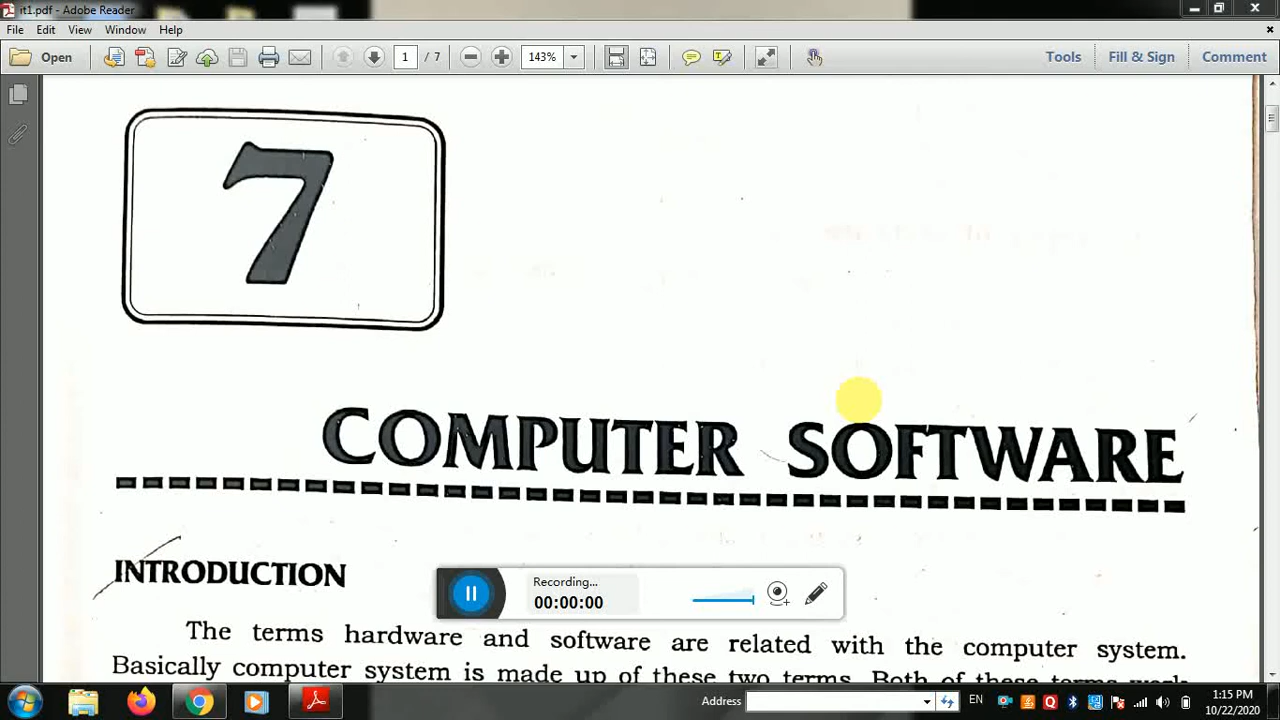 it1.pdf - Adobe Reader
File Edit View Window Help
Open 1 / 7 143% Tools Fill & Sign Comment
7
COMPUTER SOFTWARE
INTRODUCTION
Recording...
00:00:00
The terms hardware and software are related with the computer system.
Basically computer system is made up of these two terms. Both of these terms work
Address EN 1:15 PM
10/22/2020